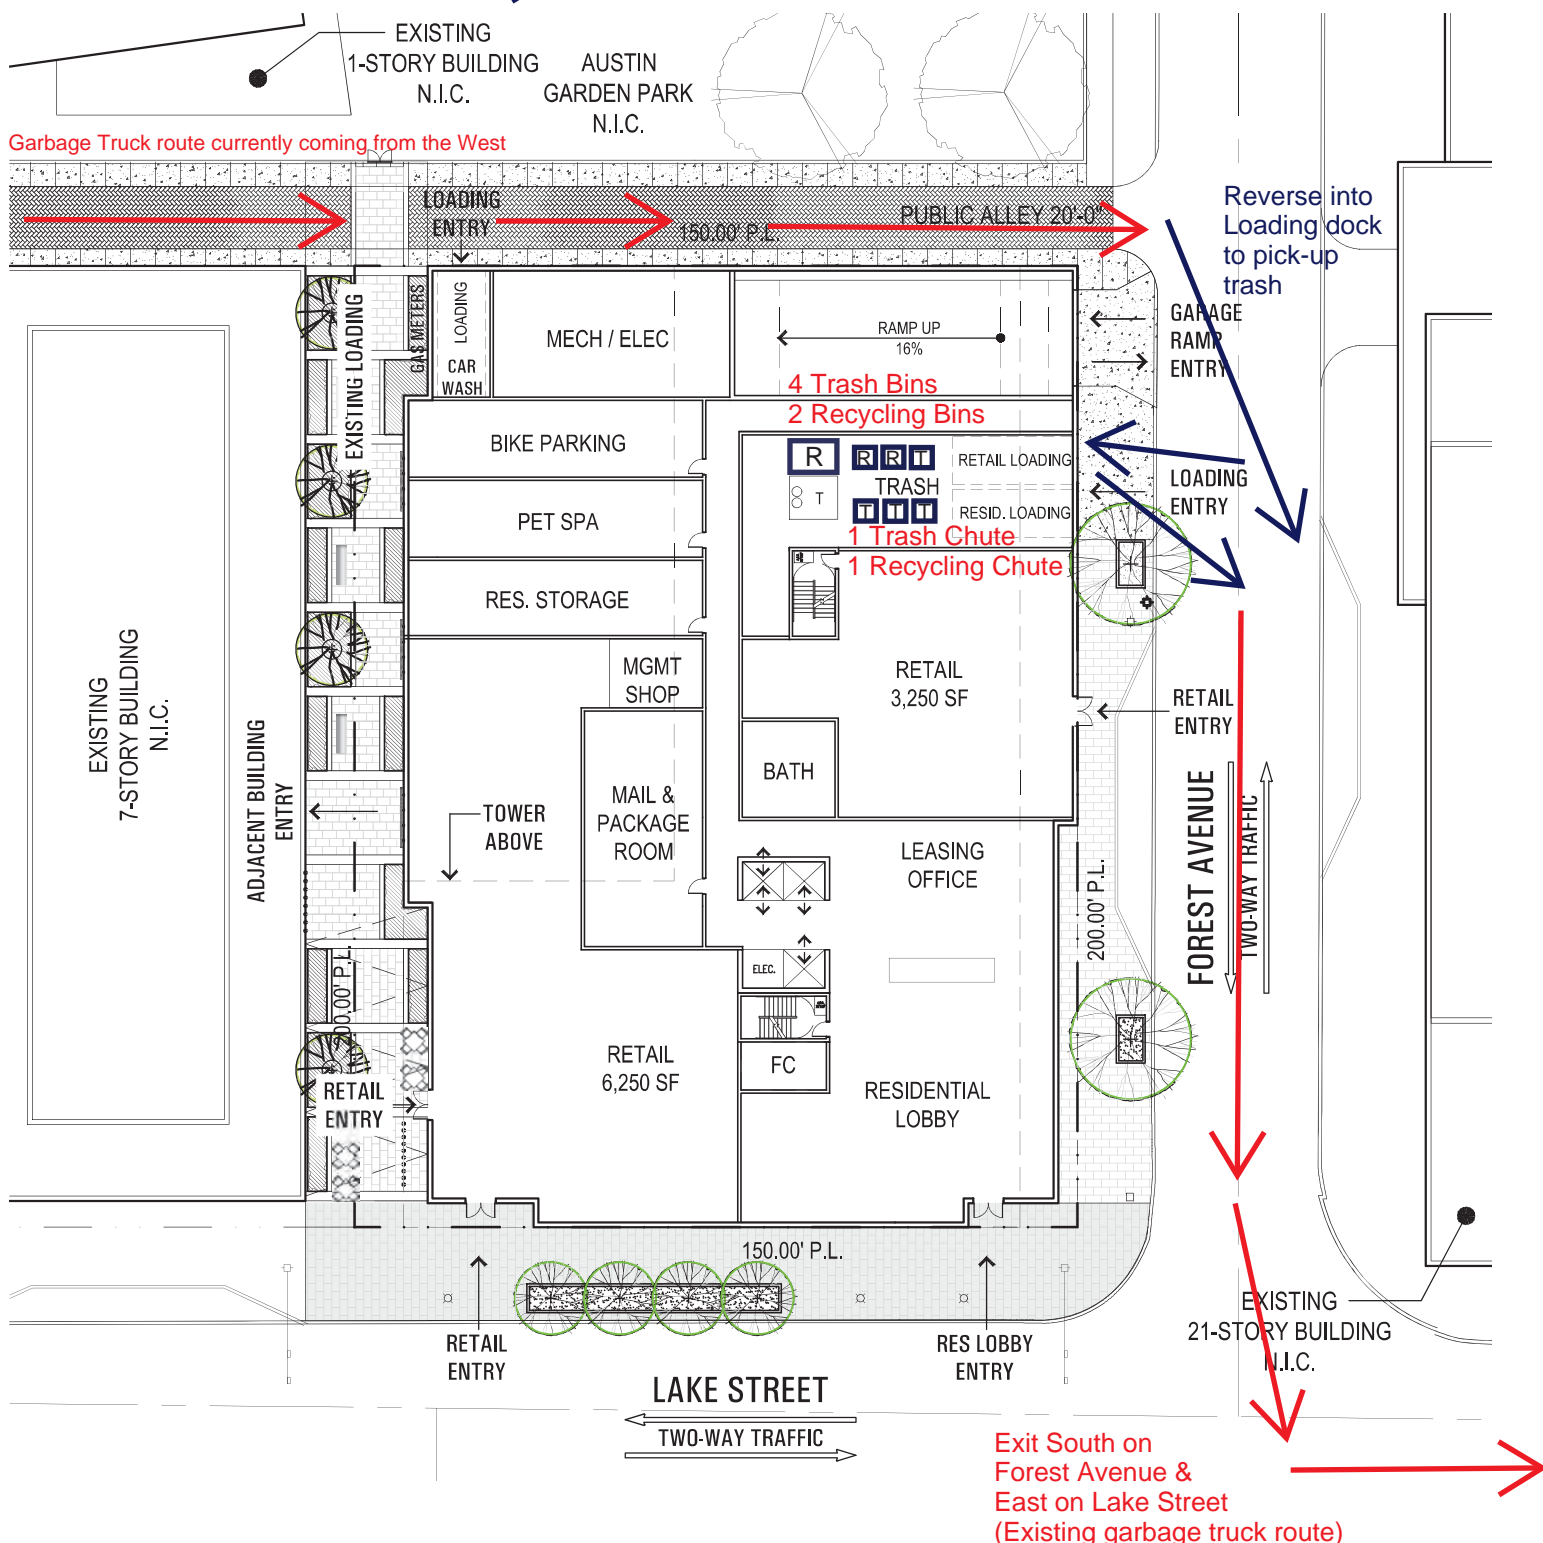 EXISTING
1-STORY BUILDING
N.I.C.
AUSTIN
GARDEN PARK
N.I.C.
Garbage Truck route currently coming from the West
LOADING
ENTRY
PUBLIC ALLEY 20'-0"
150.00' P.L.
Reverse into
Loading dock
to pick-up
trash
EXISTING LOADING
GAS METERS
LOADING
CAR
WASH
MECH / ELEC
RAMP UP
16%
GARAGE
RAMP
ENTRY
4 Trash Bins
2 Recycling Bins
BIKE PARKING
R
R R T
RETAIL LOADING
TRASH
LOADING
ENTRY
T
T T T
RESID. LOADING
PET SPA
1 Trash Chute
1 Recycling Chute
RES. STORAGE
MGMT
SHOP
RETAIL
3,250 SF
RETAIL
ENTRY
EXISTING
7-STORY BUILDING
N.I.C.
ADJACENT BUILDING
ENTRY
TOWER
ABOVE
MAIL &
PACKAGE
ROOM
BATH
LEASING
OFFICE
FOREST AVENUE
TWO-WAY TRAFFIC
200.00' P.L.
200.00' P.L.
ELEC.
RETAIL
6,250 SF
FC
RESIDENTIAL
LOBBY
RETAIL
ENTRY
150.00' P.L.
RETAIL
ENTRY
RES LOBBY
ENTRY
EXISTING
21-STORY BUILDING
N.I.C.
LAKE STREET
TWO-WAY TRAFFIC
Exit South on
Forest Avenue &
East on Lake Street
(Existing garbage truck route)